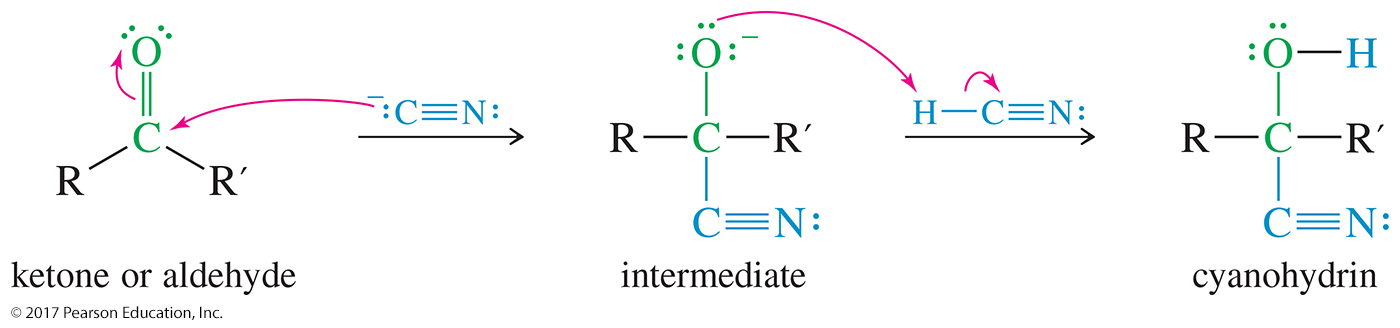 O
C
R
R′
⁻:C≡N:
:O:⁻
R—C—R′
C≡N:
H—C≡N:
:O—H
R—C—R′
C≡N:
ketone or aldehyde
intermediate
cyanohydrin
© 2017 Pearson Education, Inc.